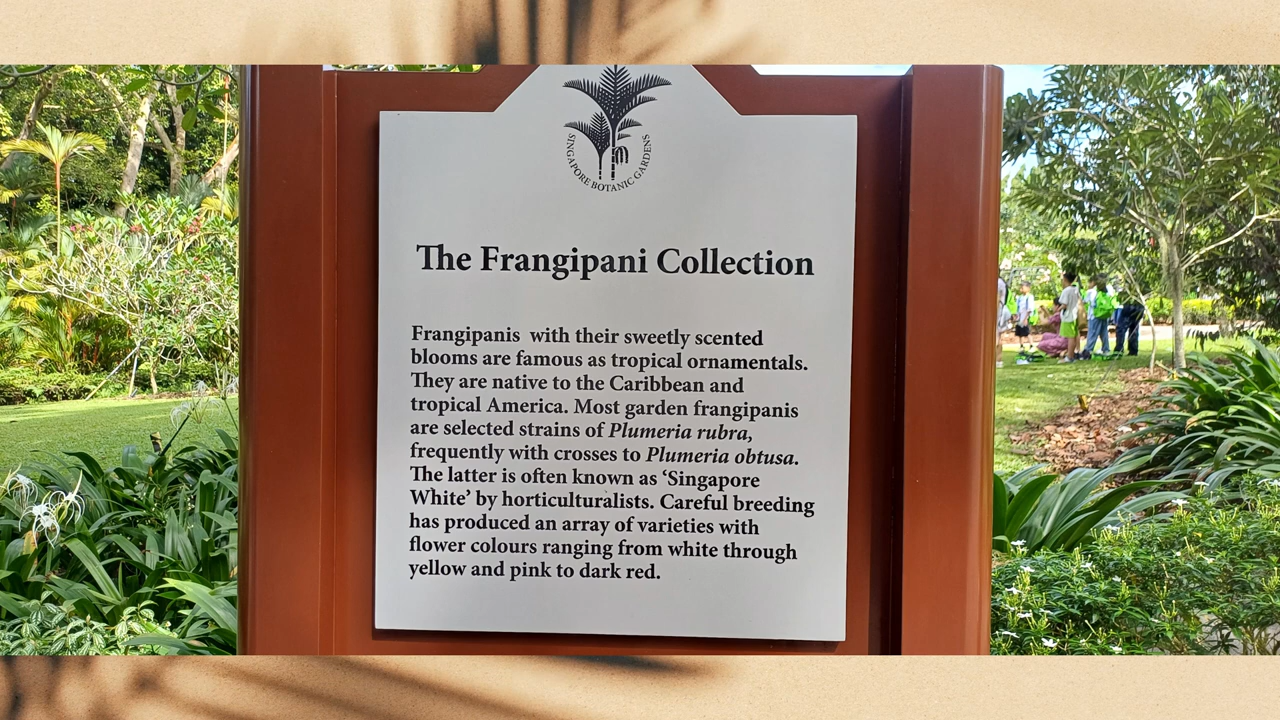 SINGAPORE BOTANIC GARDENS
The Frangipani Collection
Frangipanis with their sweetly scented
blooms are famous as tropical ornamentals.
They are native to the Caribbean and
tropical America. Most garden frangipanis
are selected strains of Plumeria rubra,
frequently with crosses to Plumeria obtusa.
The latter is often known as ‘Singapore
White’ by horticulturalists. Careful breeding
has produced an array of varieties with
flower colours ranging from white through
yellow and pink to dark red.